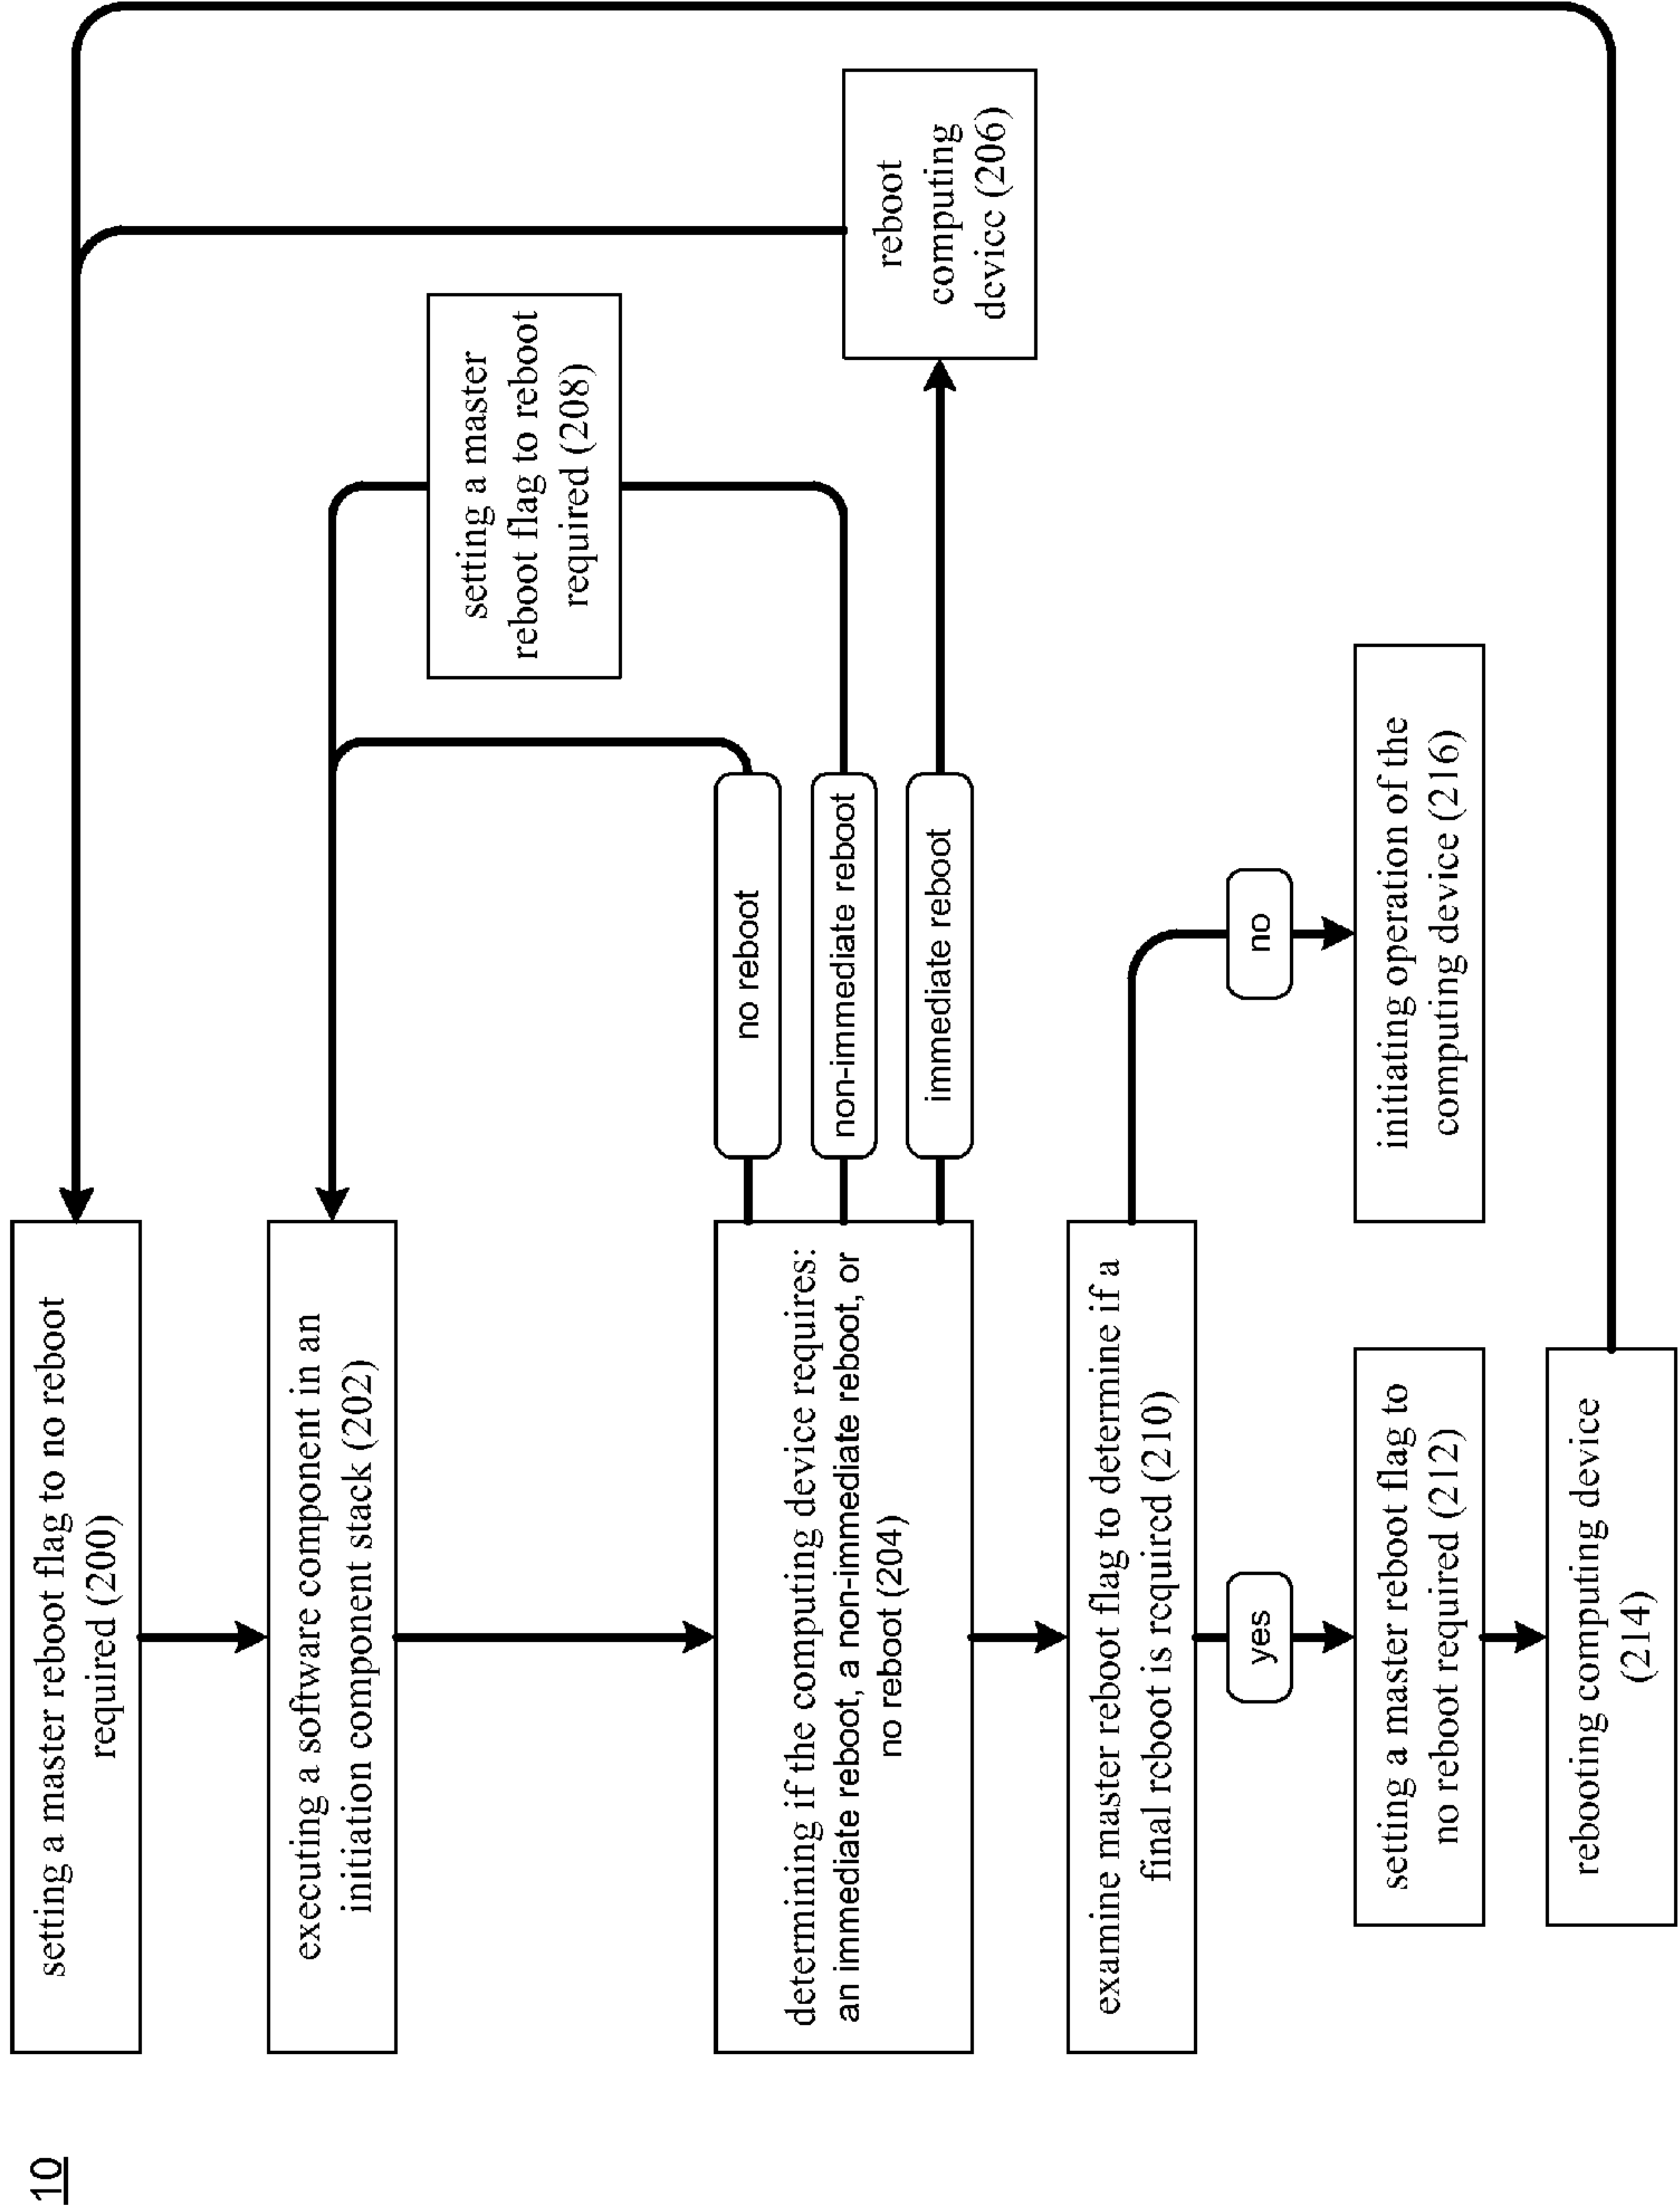 10
setting a master reboot flag to no reboot
required (200)
executing a software component in an
initiation component stack (202)
determining if the computing device requires:
an immediate reboot, a non-immediate reboot, or
no reboot (204)
no reboot
non-immediate reboot
immediate reboot
setting a master
reboot flag to reboot
required (208)
reboot
computing
device (206)
examine master reboot flag to determine if a
final reboot is required (210)
yes
no
setting a master reboot flag to
no reboot required (212)
initiating operation of the
computing device (216)
rebooting computing device
(214)